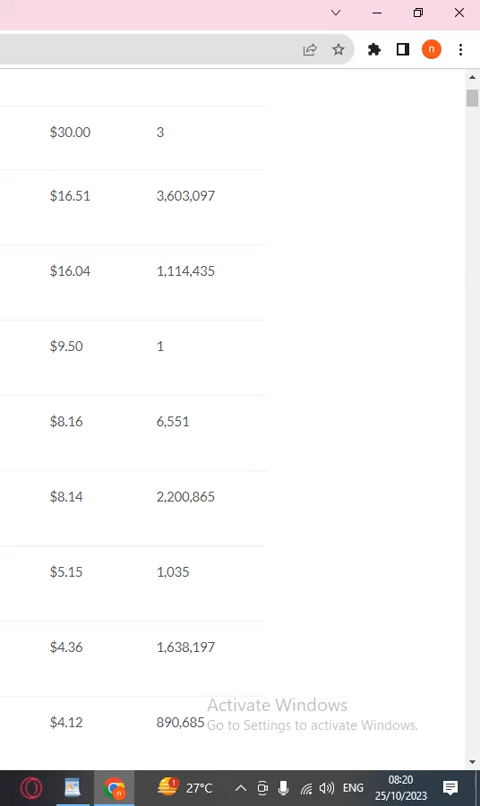 n
$30.00 3
$16.51 3,603,097
$16.04 1,114,435
$9.50 1
$8.16 6,551
$8.14 2,200,865
$5.15 1,035
$4.36 1,638,197
Activate Windows
$4.12 890,685 Go to Settings to activate Windows.
n 1 27°C ENG 08:20
25/10/2023